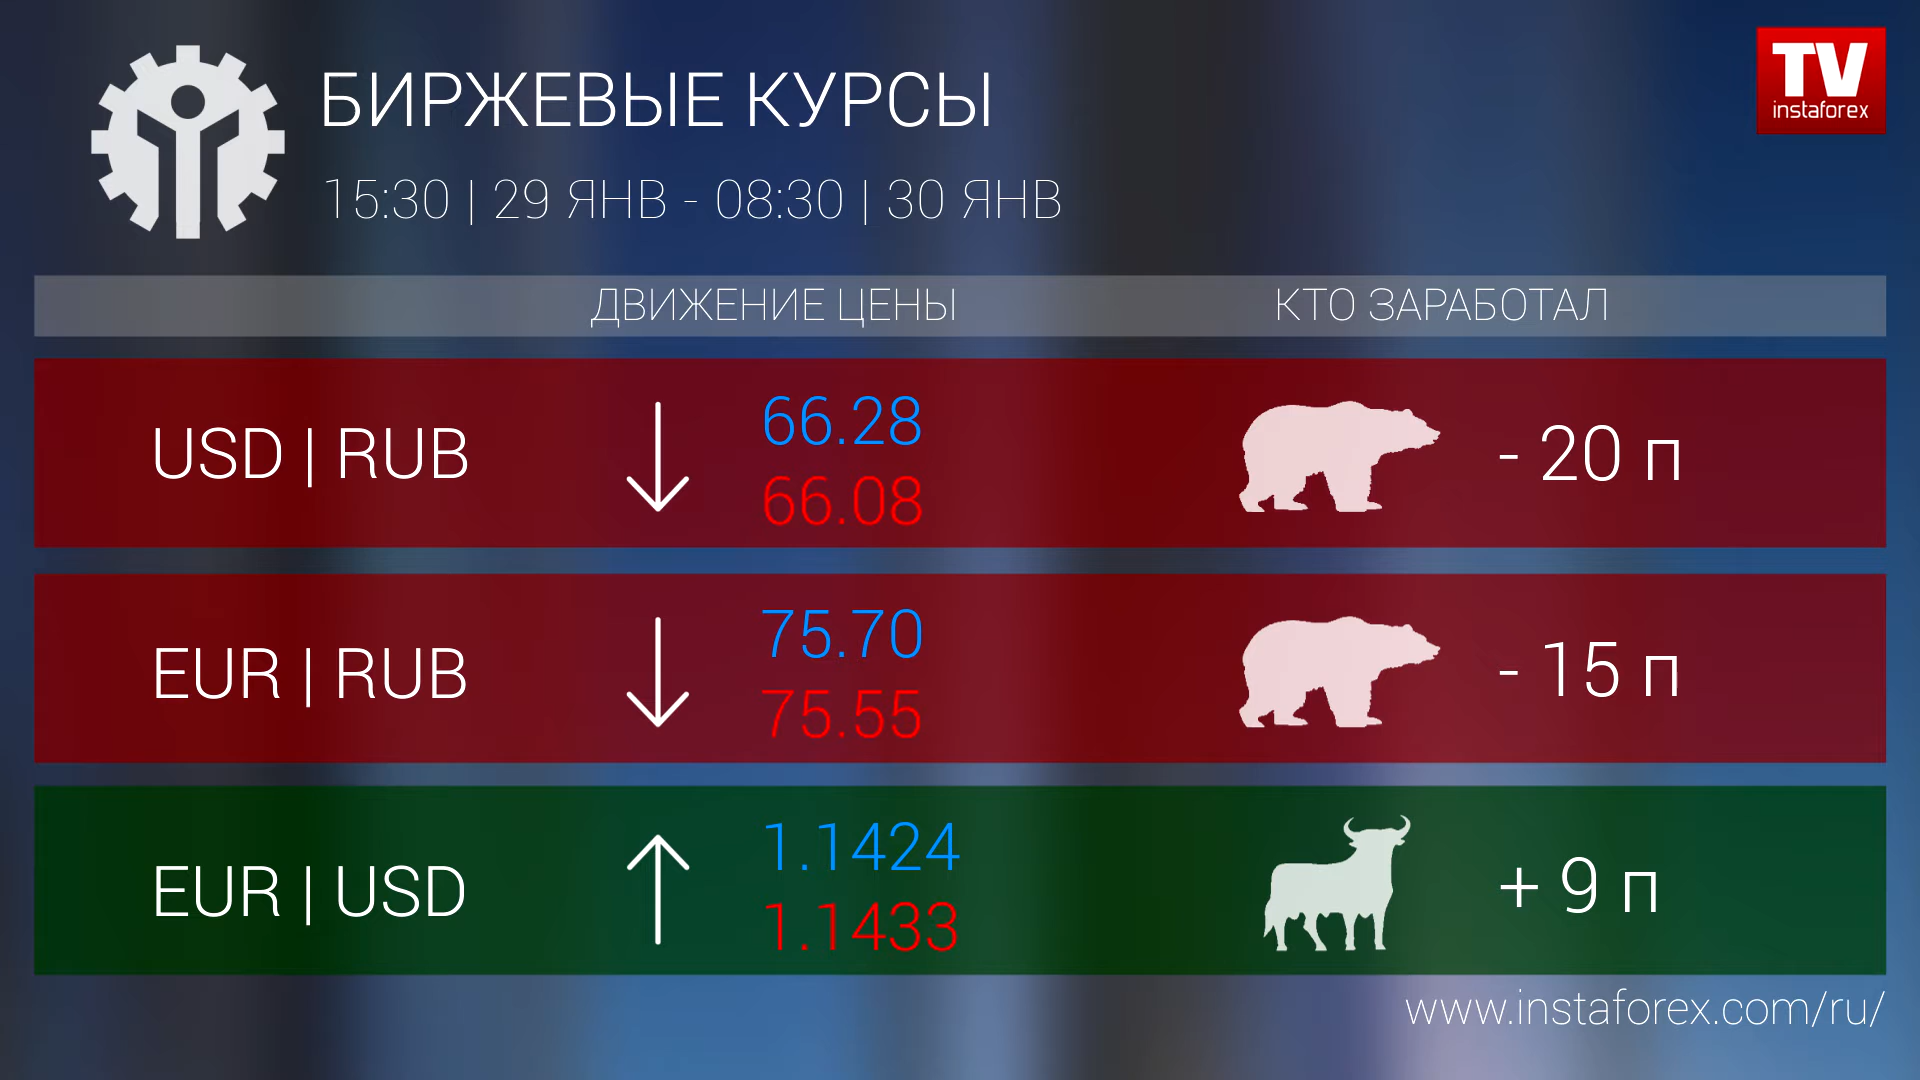 БИРЖЕВЫЕ КУРСЫ
TV
instaforex
15:30 | 29 ЯНВ - 08:30 | 30 ЯНВ
ДВИЖЕНИЕ ЦЕНЫ КТО ЗАРАБОТАЛ
USD | RUB
66.28
66.08
- 20 п
EUR | RUB
75.70
75.55
- 15 п
EUR | USD
1.1424
1.1433
+ 9 п
www.instaforex.com/ru/